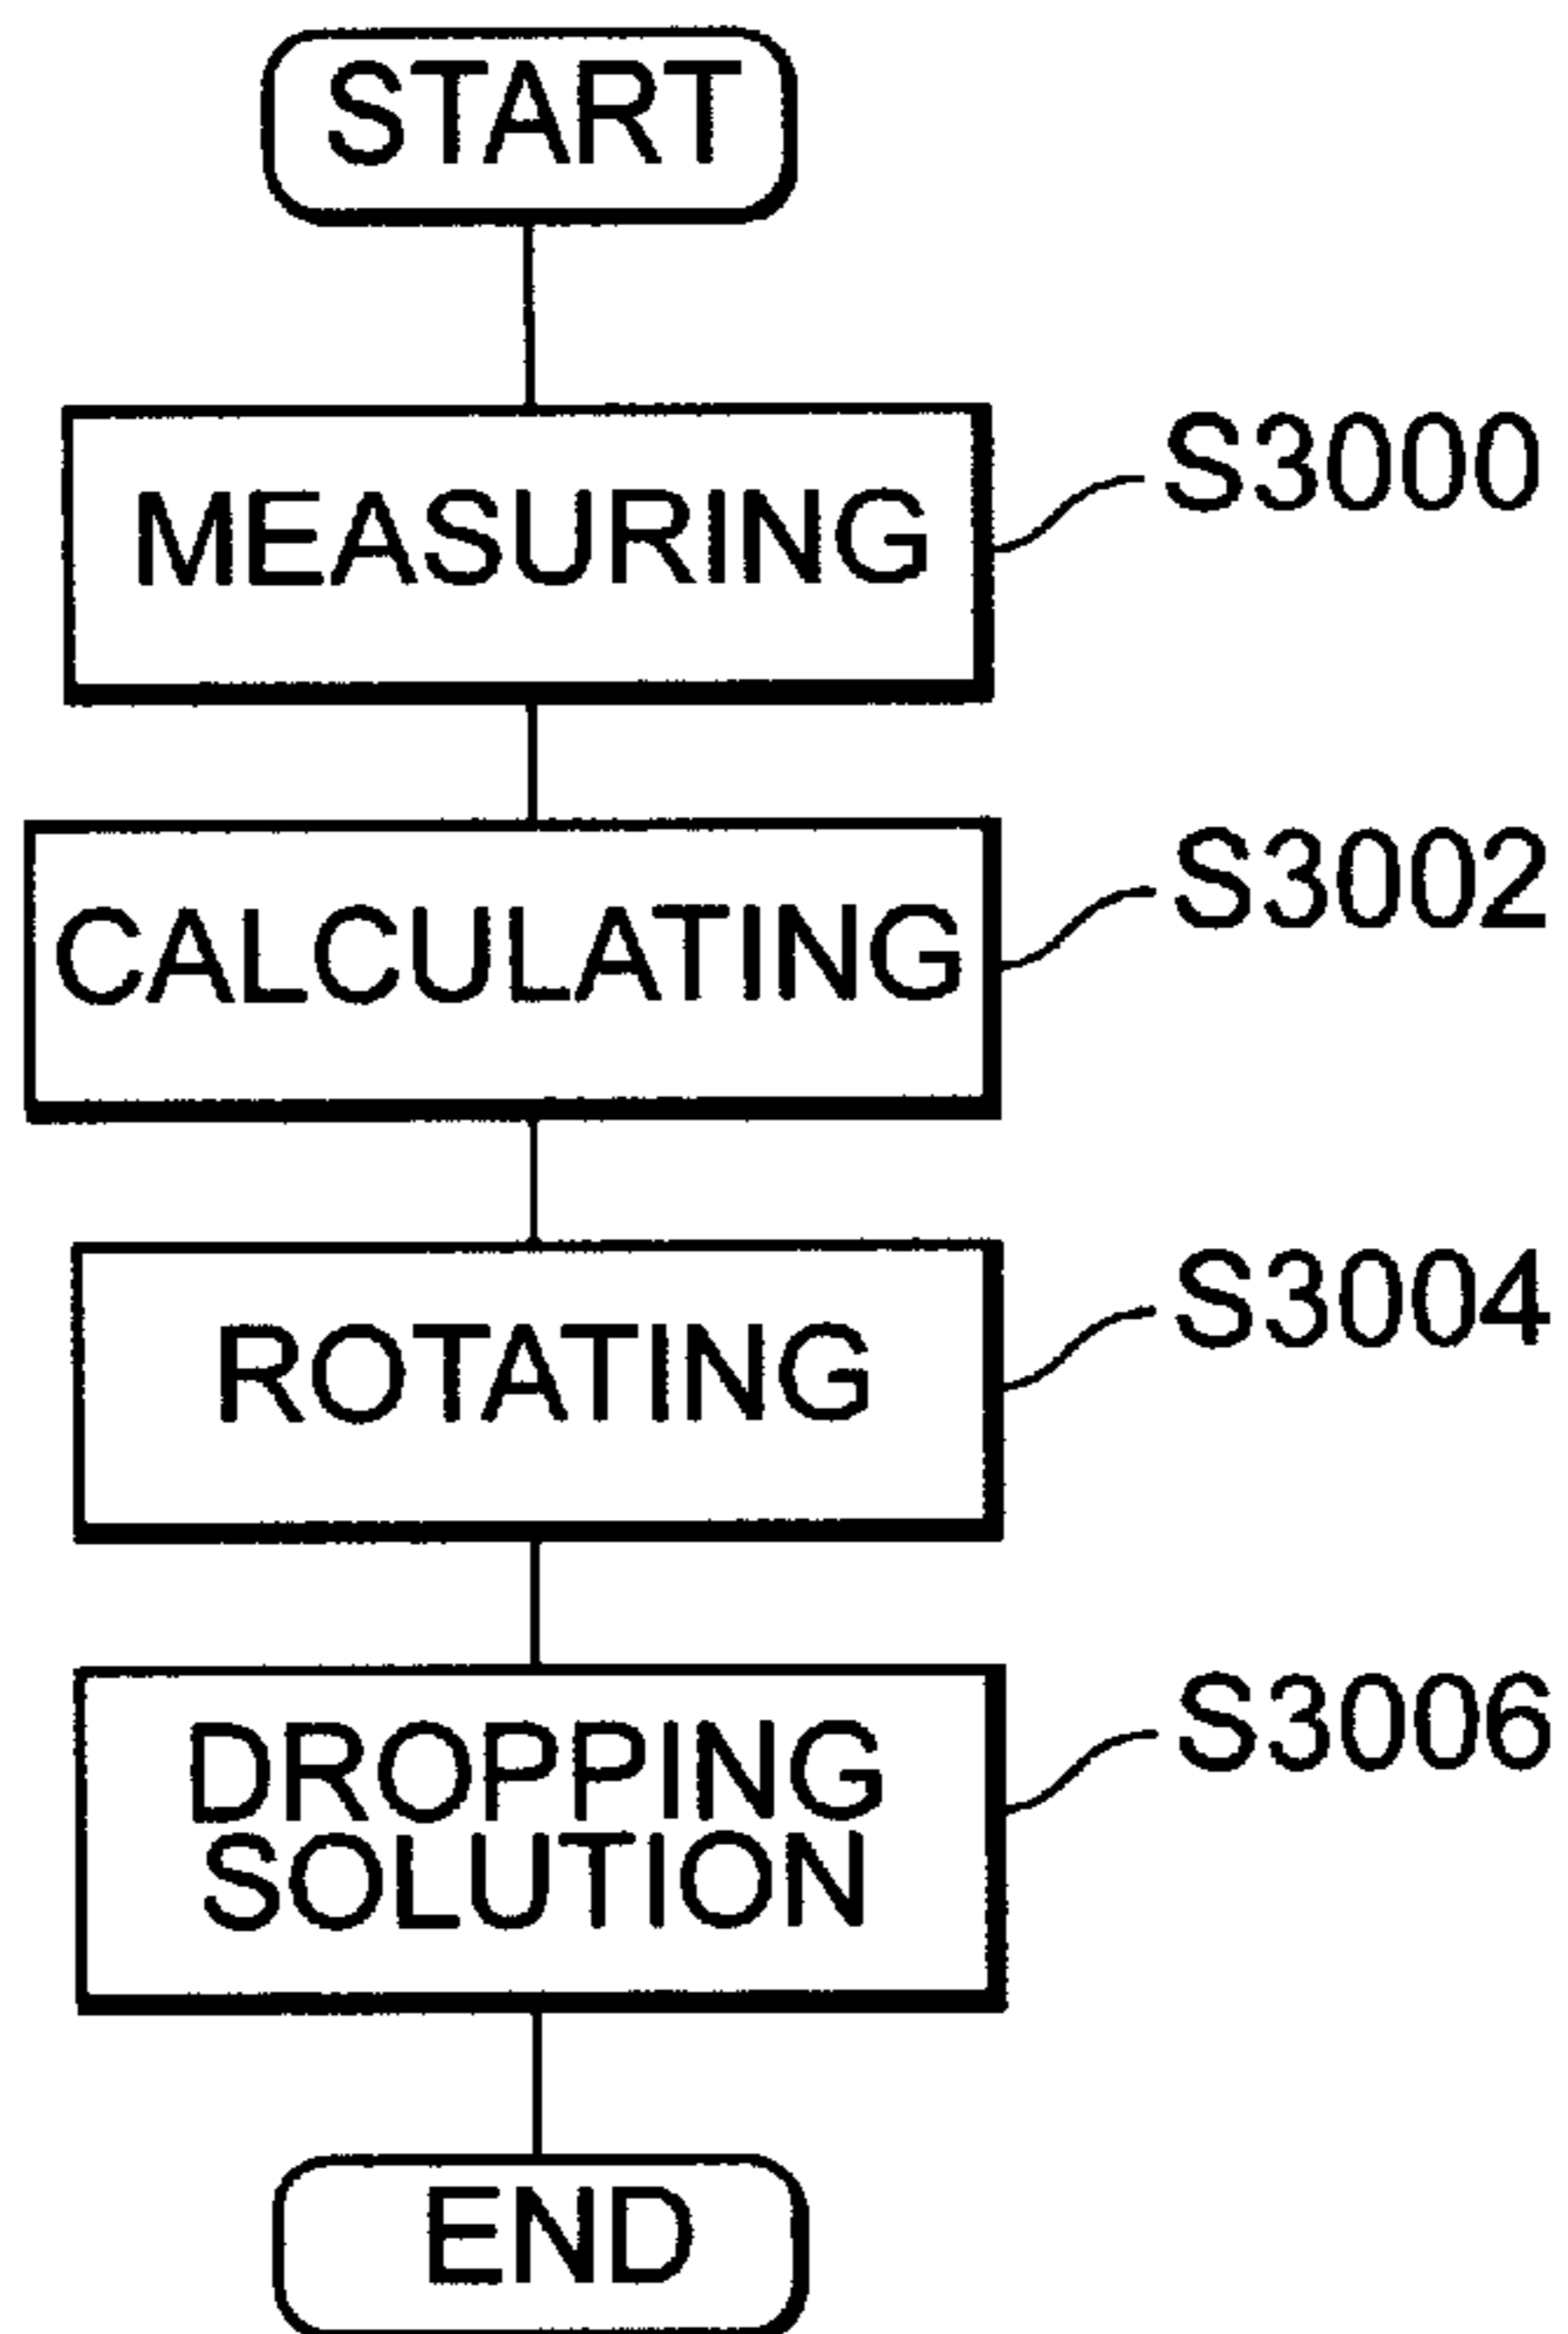 START
MEASURING
S3000
CALCULATING
S3002
ROTATING
S3004
DROPPING
SOLUTION
S3006
END